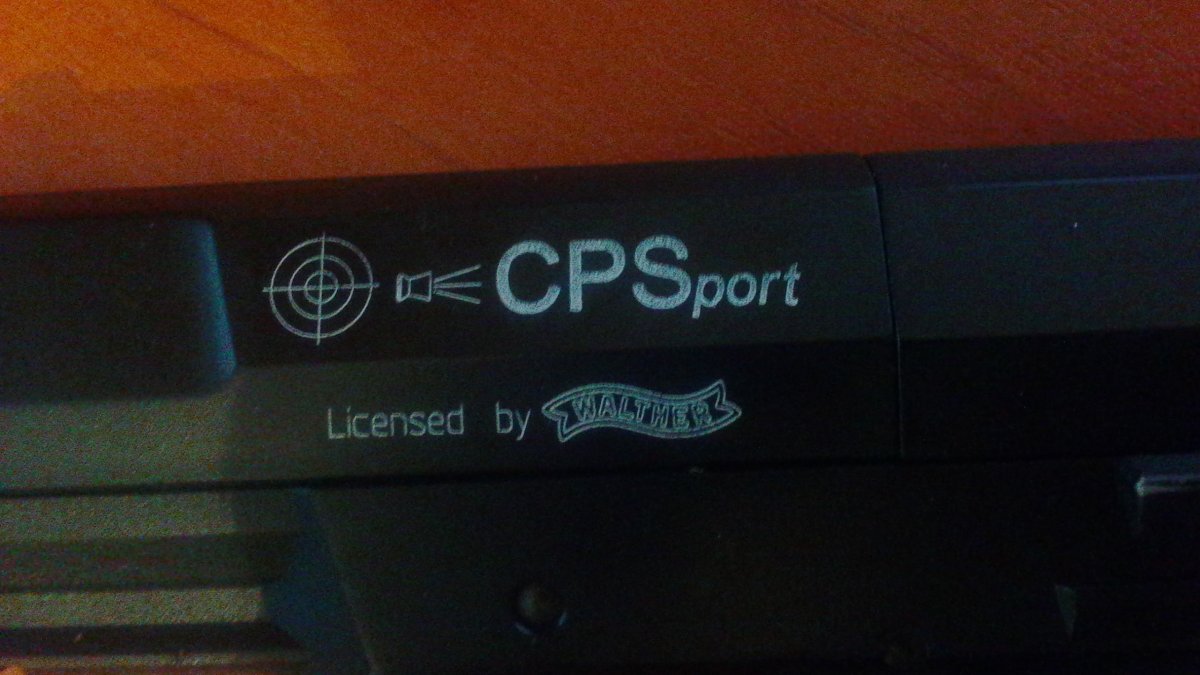 CPSport
Licensed by WALTHER